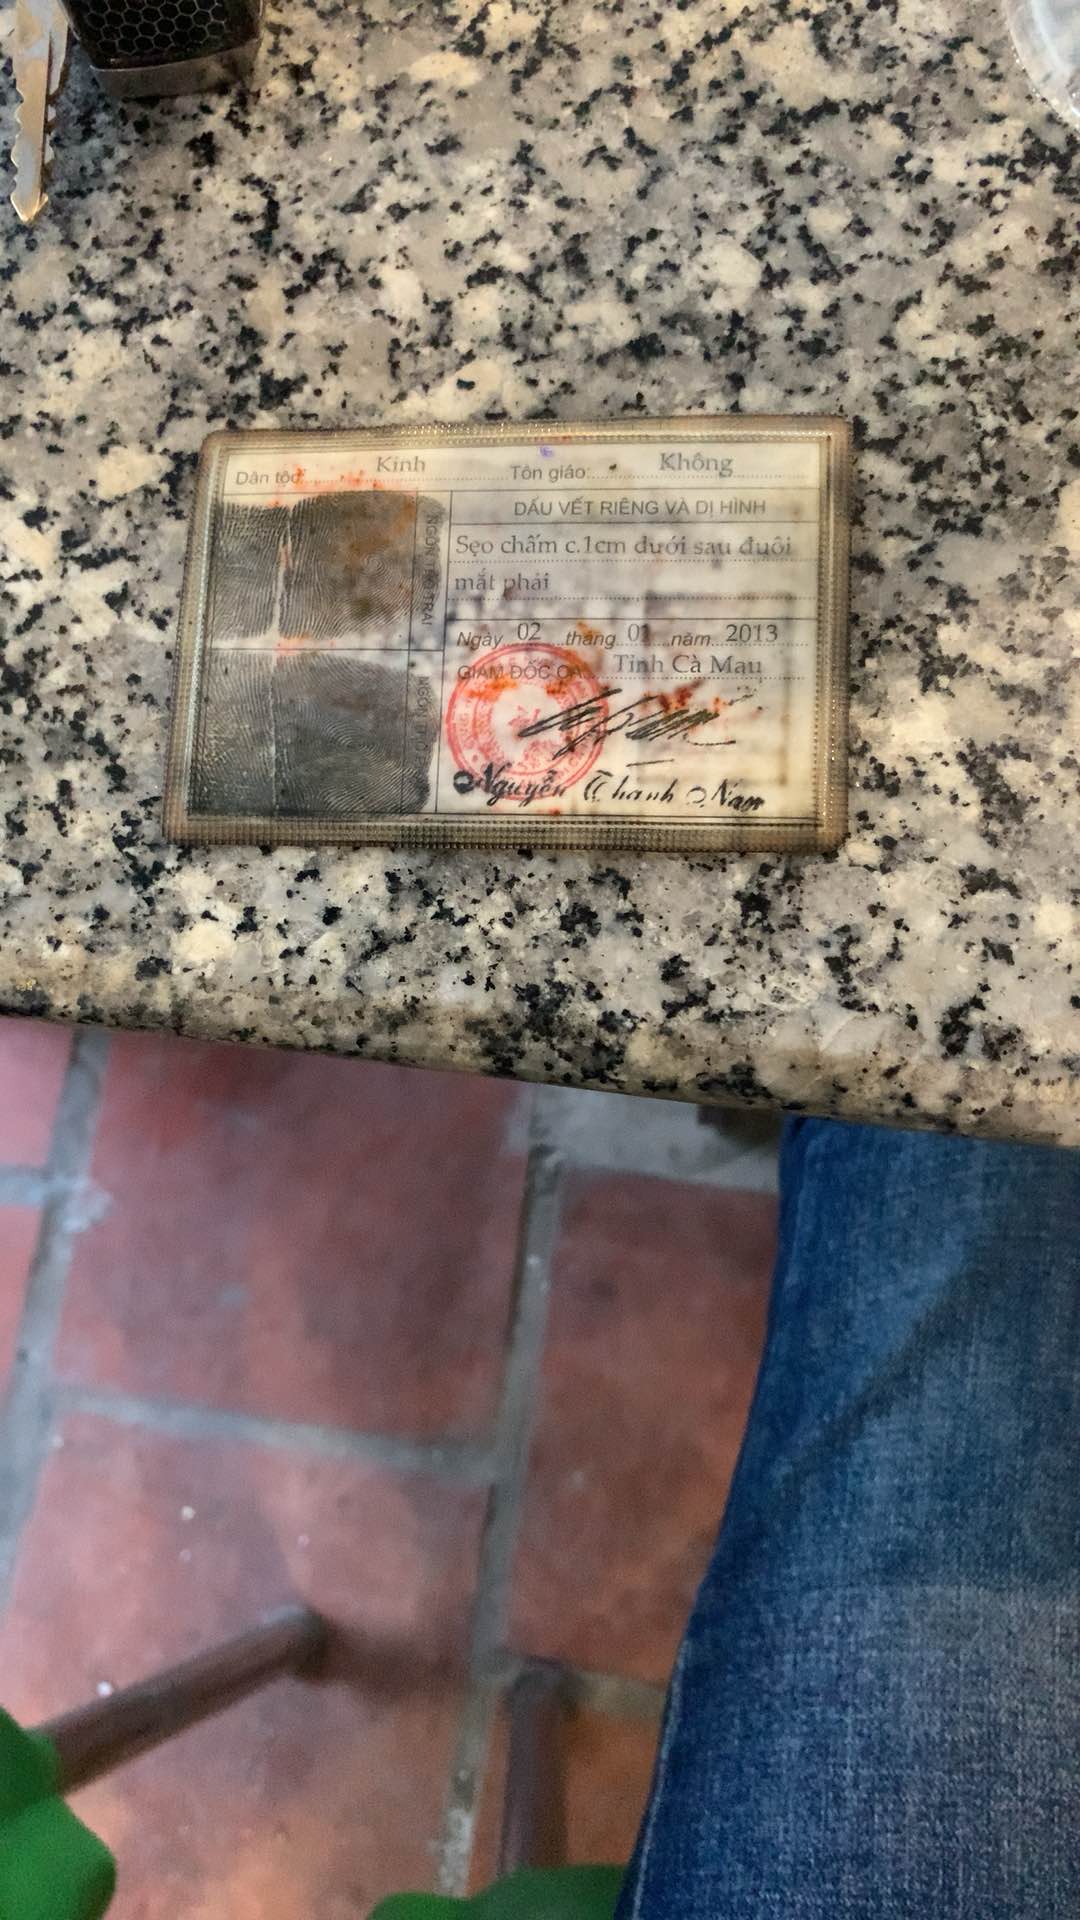 Dân tộc:........Kinh........Tôn giáo:........Không
DẤU VẾT RIÊNG VÀ DỊ HÌNH
Sẹo chấm c.1cm dưới sau đuôi
mắt phải
NGÓN TRỎ TRÁI
Ngày 02 tháng 01 năm 2013
GIÁM ĐỐC CA Tỉnh Cà Mau
NGÓN TRỎ
Nguyễn Thanh Nam